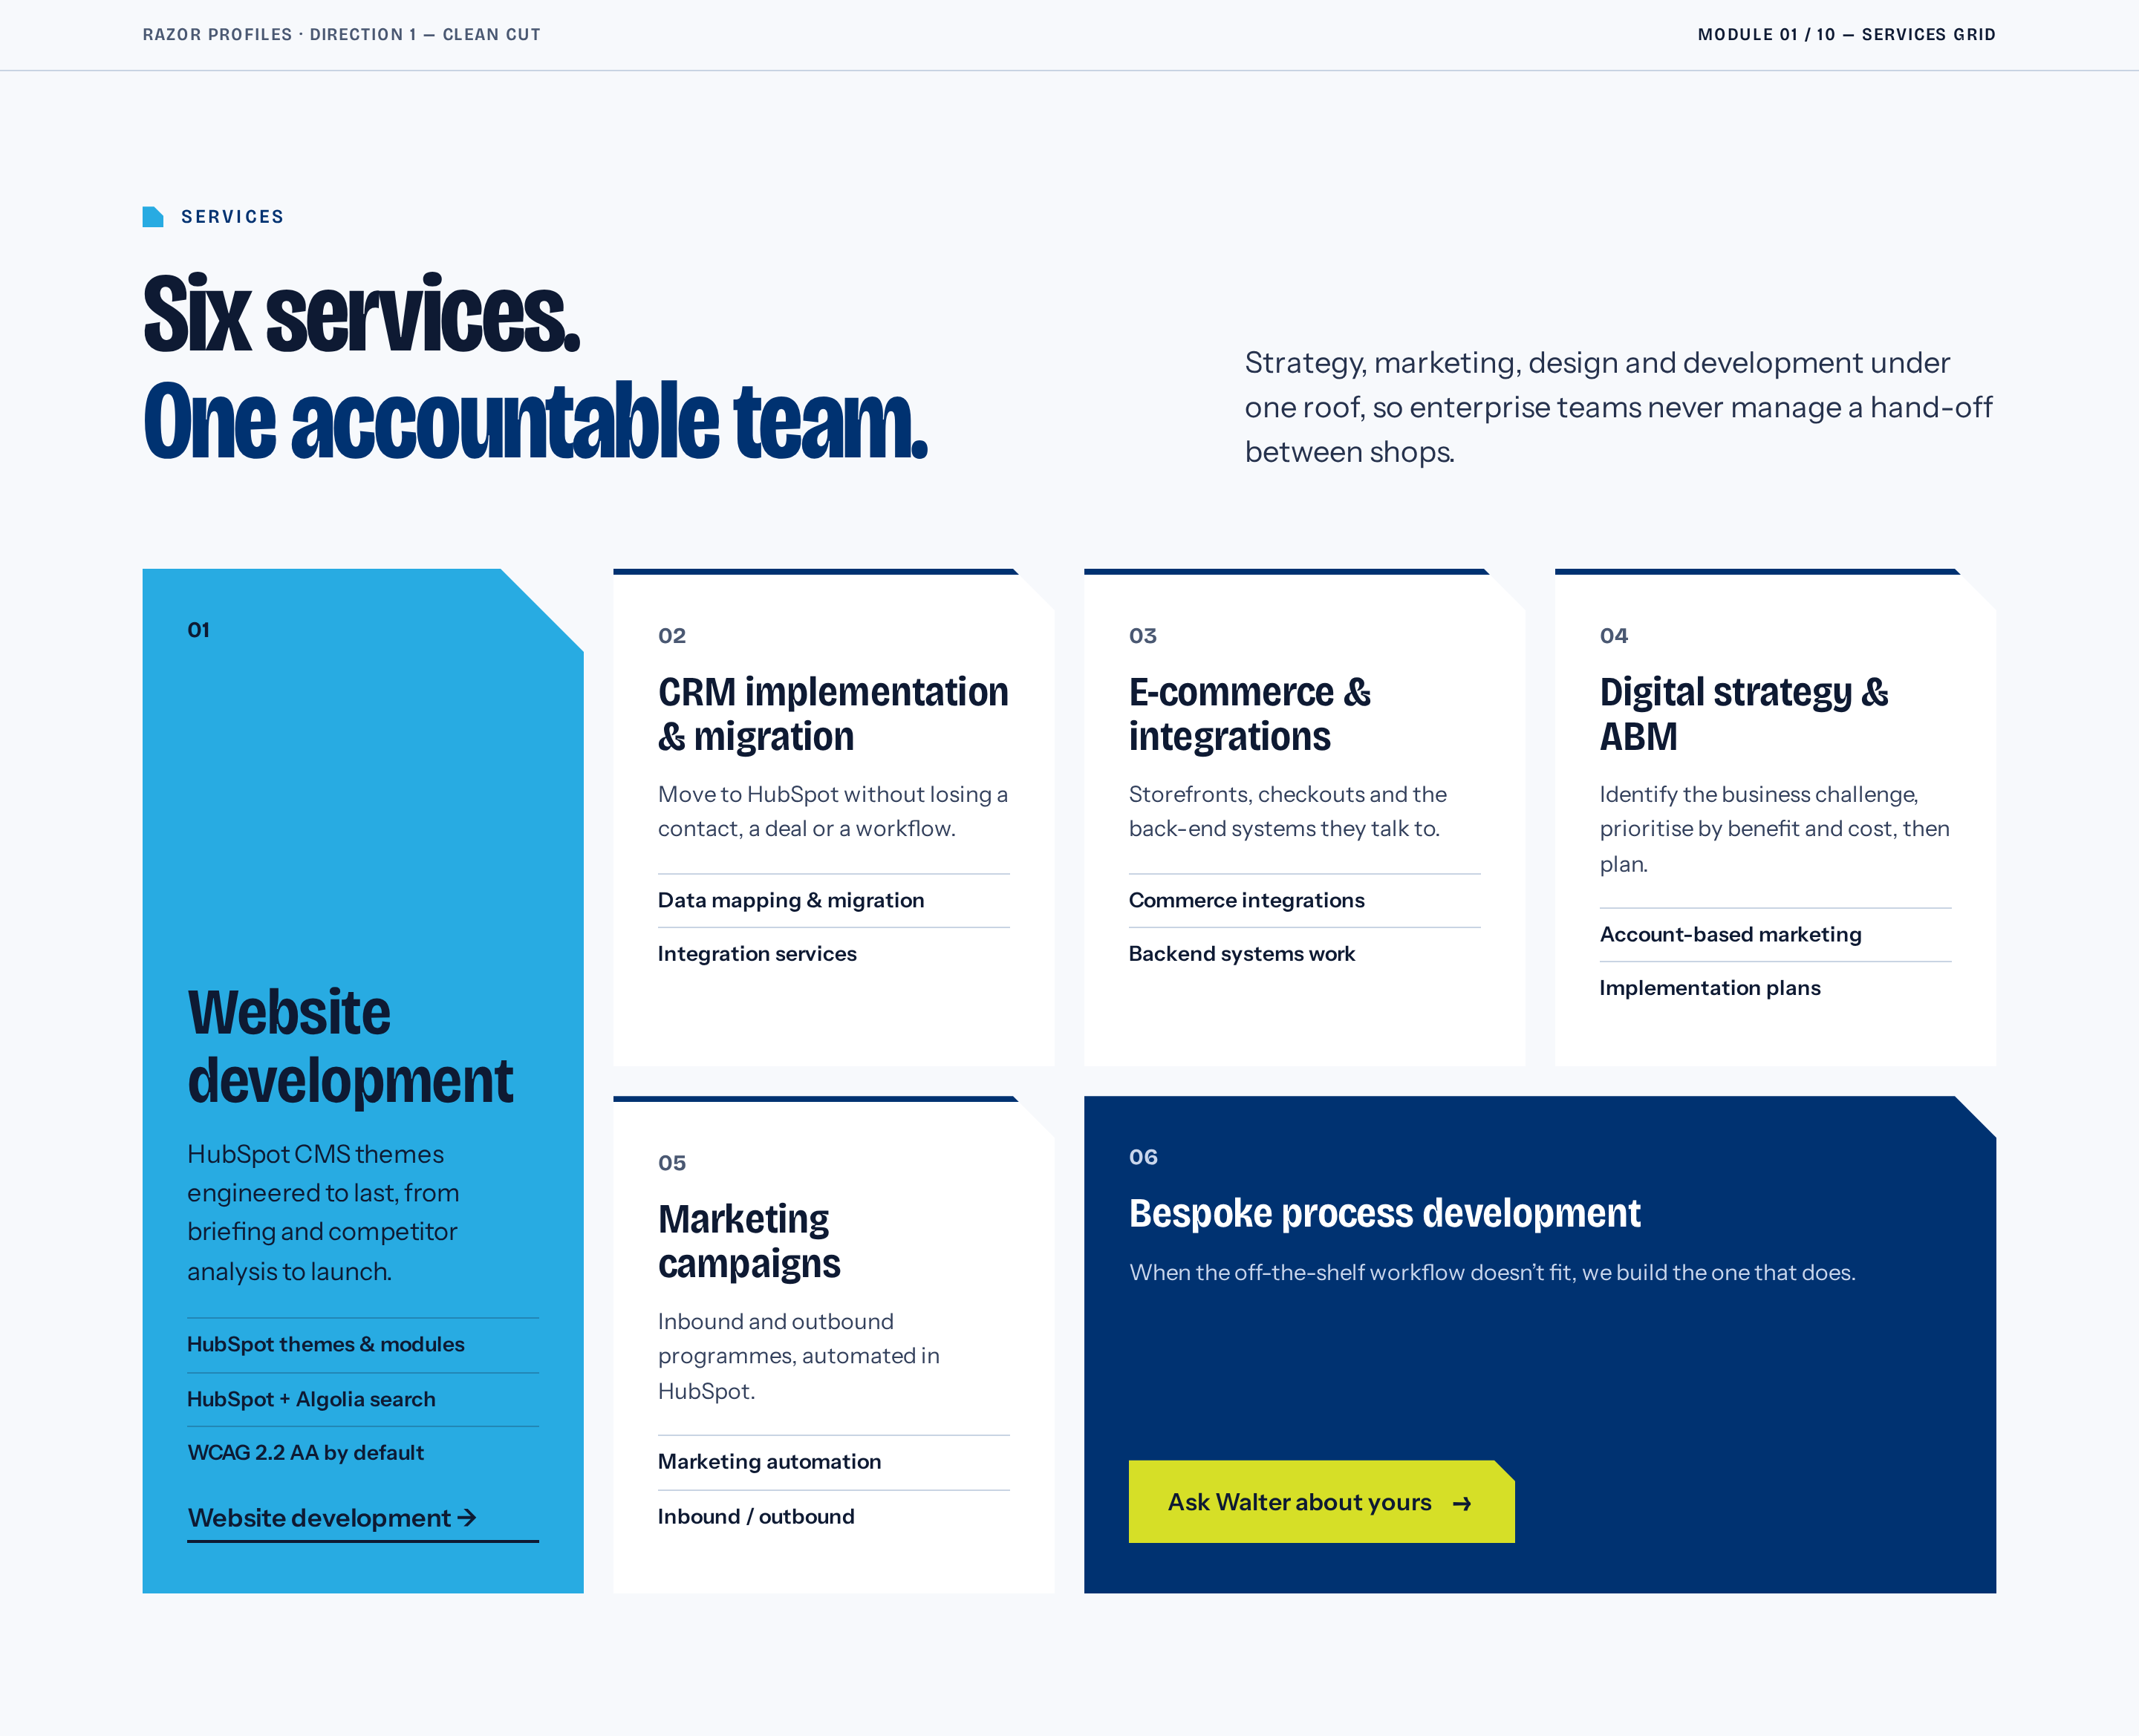 RAZOR PROFILES · DIRECTION 1 — CLEAN CUT
MODULE 01 / 10 — SERVICES GRID
SERVICES
Six services.
One accountable team.
Strategy, marketing, design and development under
one roof, so enterprise teams never manage a hand-off
between shops.
01
Website
development
HubSpot CMS themes
engineered to last, from
briefing and competitor
analysis to launch.
HubSpot themes & modules
HubSpot + Algolia search
WCAG 2.2 AA by default
Website development →
02
CRM implementation
& migration
Move to HubSpot without losing a
contact, a deal or a workflow.
Data mapping & migration
Integration services
03
E-commerce &
integrations
Storefronts, checkouts and the
back-end systems they talk to.
Commerce integrations
Backend systems work
04
Digital strategy &
ABM
Identify the business challenge,
prioritise by benefit and cost, then
plan.
Account-based marketing
Implementation plans
05
Marketing
campaigns
Inbound and outbound
programmes, automated in
HubSpot.
Marketing automation
Inbound / outbound
06
Bespoke process development
When the off-the-shelf workflow doesn’t fit, we build the one that does.
Ask Walter about yours →